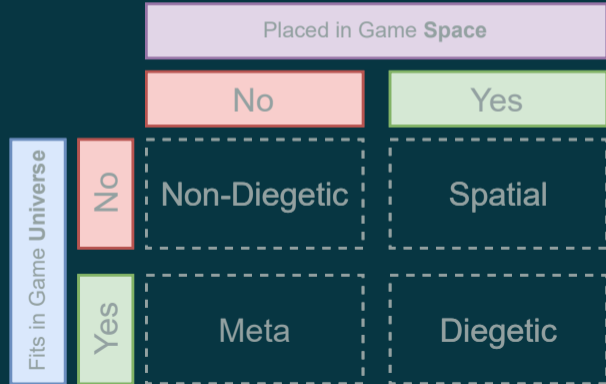 Placed in Game Space
No
Yes
Fits in Game Universe
No
Non-Diegetic
Spatial
Yes
Meta
Diegetic